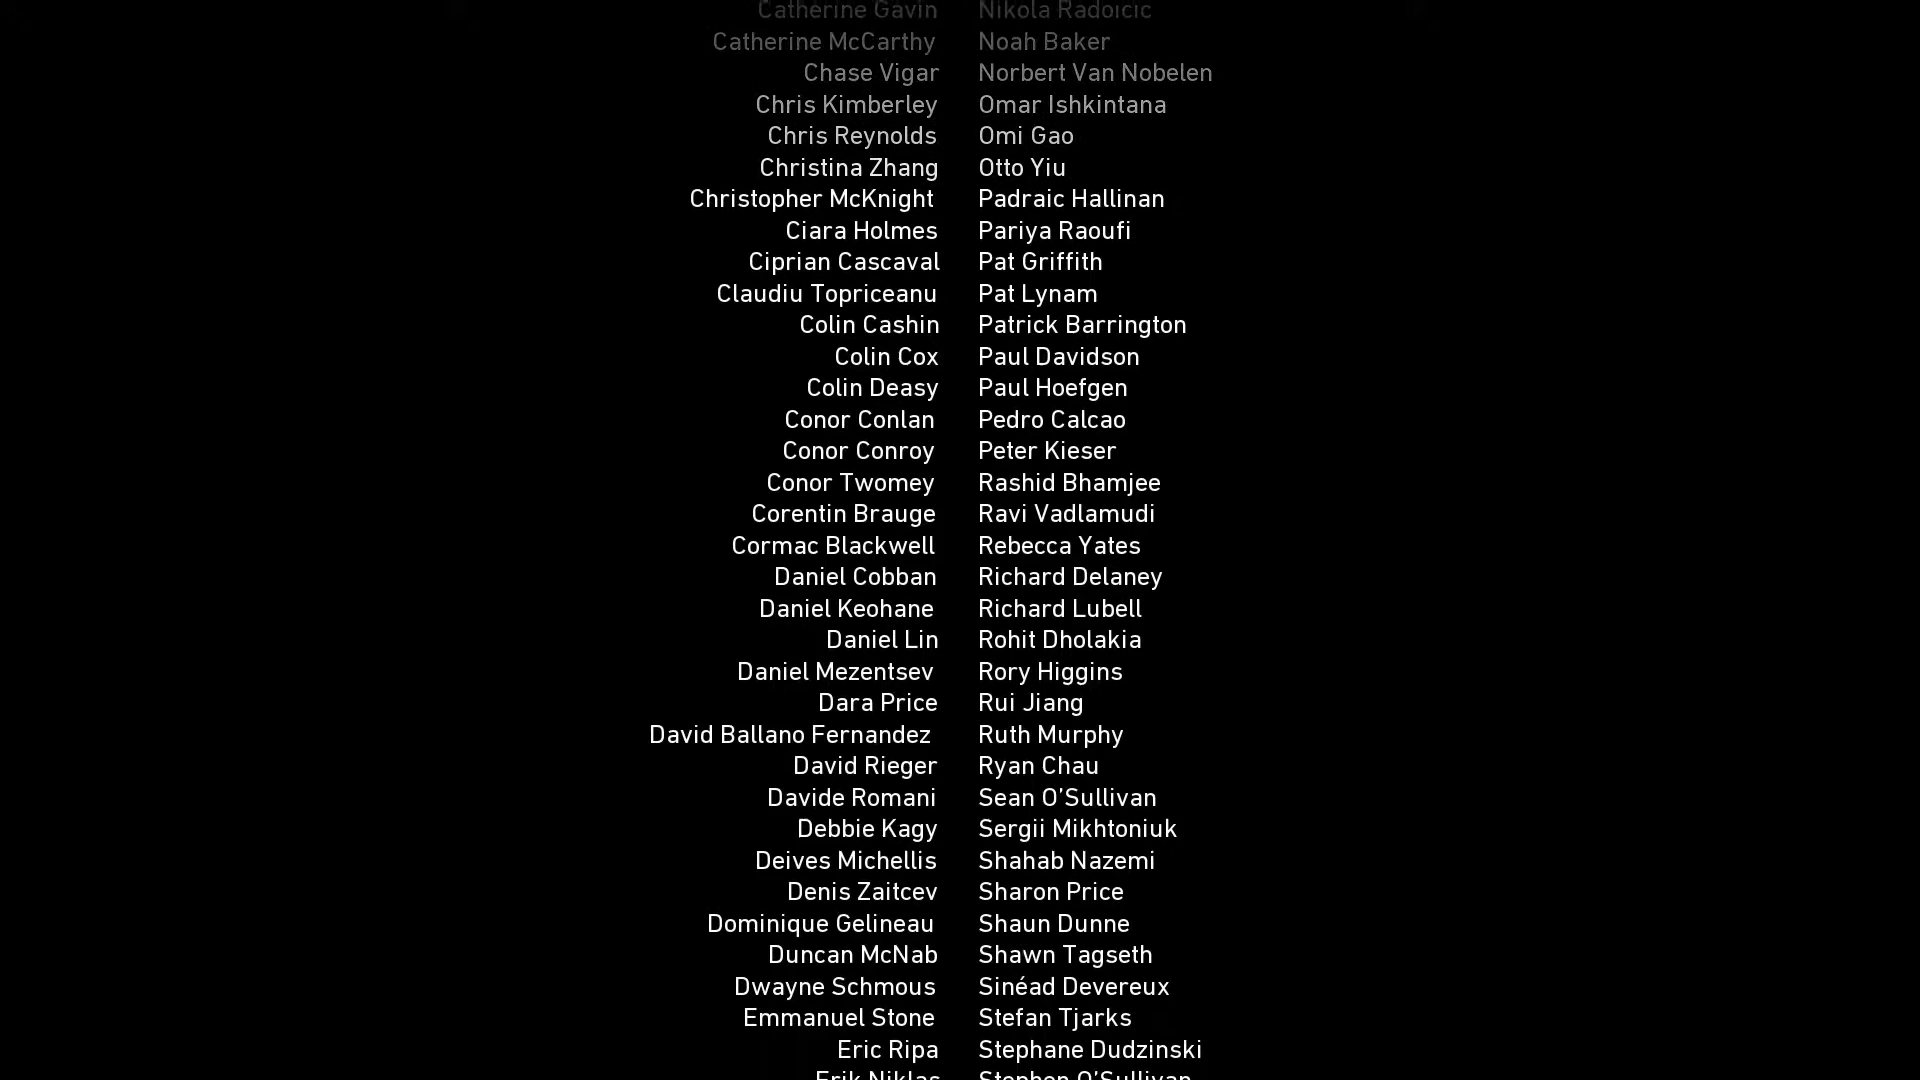 Catherine Gavin Nikola Radoicic
Catherine McCarthy Noah Baker
Chase Vigar Norbert Van Nobelen
Chris Kimberley Omar Ishkintana
Chris Reynolds Omi Gao
Christina Zhang Otto Yiu
Christopher McKnight Padraic Hallinan
Ciara Holmes Pariya Raoufi
Ciprian Cascaval Pat Griffith
Claudiu Topriceanu Pat Lynam
Colin Cashin Patrick Barrington
Colin Cox Paul Davidson
Colin Deasy Paul Hoefgen
Conor Conlan Pedro Calcao
Conor Conroy Peter Kieser
Conor Twomey Rashid Bhamjee
Corentin Brauge Ravi Vadlamudi
Cormac Blackwell Rebecca Yates
Daniel Cobban Richard Delaney
Daniel Keohane Richard Lubell
Daniel Lin Rohit Dholakia
Daniel Mezentsev Rory Higgins
Dara Price Rui Jiang
David Ballano Fernandez Ruth Murphy
David Rieger Ryan Chau
Davide Romani Sean O’Sullivan
Debbie Kagy Sergii Mikhtoniuk
Deives Michellis Shahab Nazemi
Denis Zaitcev Sharon Price
Dominique Gelineau Shaun Dunne
Duncan McNab Shawn Tagseth
Dwayne Schmous Sinéad Devereux
Emmanuel Stone Stefan Tjarks
Eric Ripa Stephane Dudzinski
Erik Niklas Stephen O’Sullivan